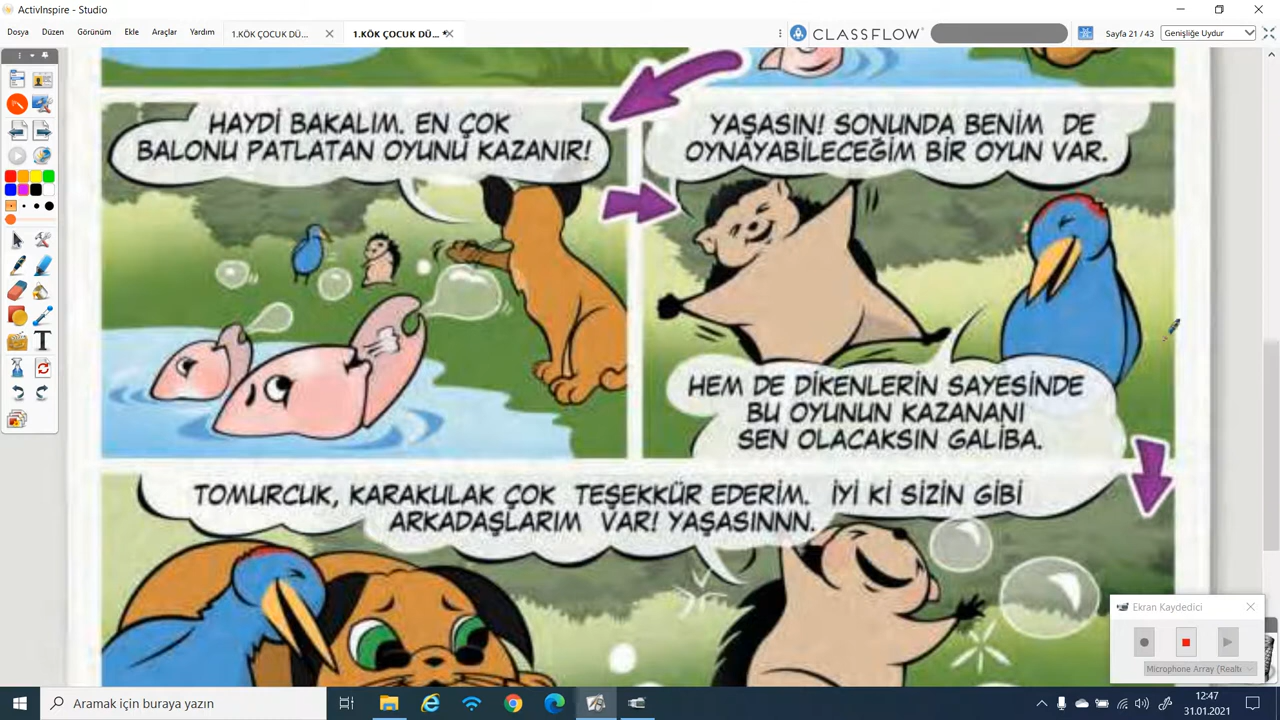 ActivInspire - Studio
Dosya Düzen Görünüm Ekle Araçlar Yardım
1.KÖK ÇOCUK DÜ...
1.KÖK ÇOCUK DÜ...
CLASSFLOW
Sayfa 21 / 43
Genişliğe Uydur
HAYDİ BAKALIM. EN ÇOK
BALONU PATLATAN OYUNU KAZANIR!
YAŞASIN! SONUNDA BENİM DE
OYNAYABİLECEĞİM BİR OYUN VAR.
HEM DE DİKENLERİN SAYESİNDE
BU OYUNUN KAZANANI
SEN OLACAKSIN GALİBA.
TOMURCUK, KARAKULAK ÇOK TEŞEKKÜR EDERİM. İYİ Kİ SİZİN GİBİ
ARKADAŞLARIM VAR! YAŞASINNN.
Ekran Kaydedici
Microphone Array (Realte
Aramak için buraya yazın
12:47
31.01.2021